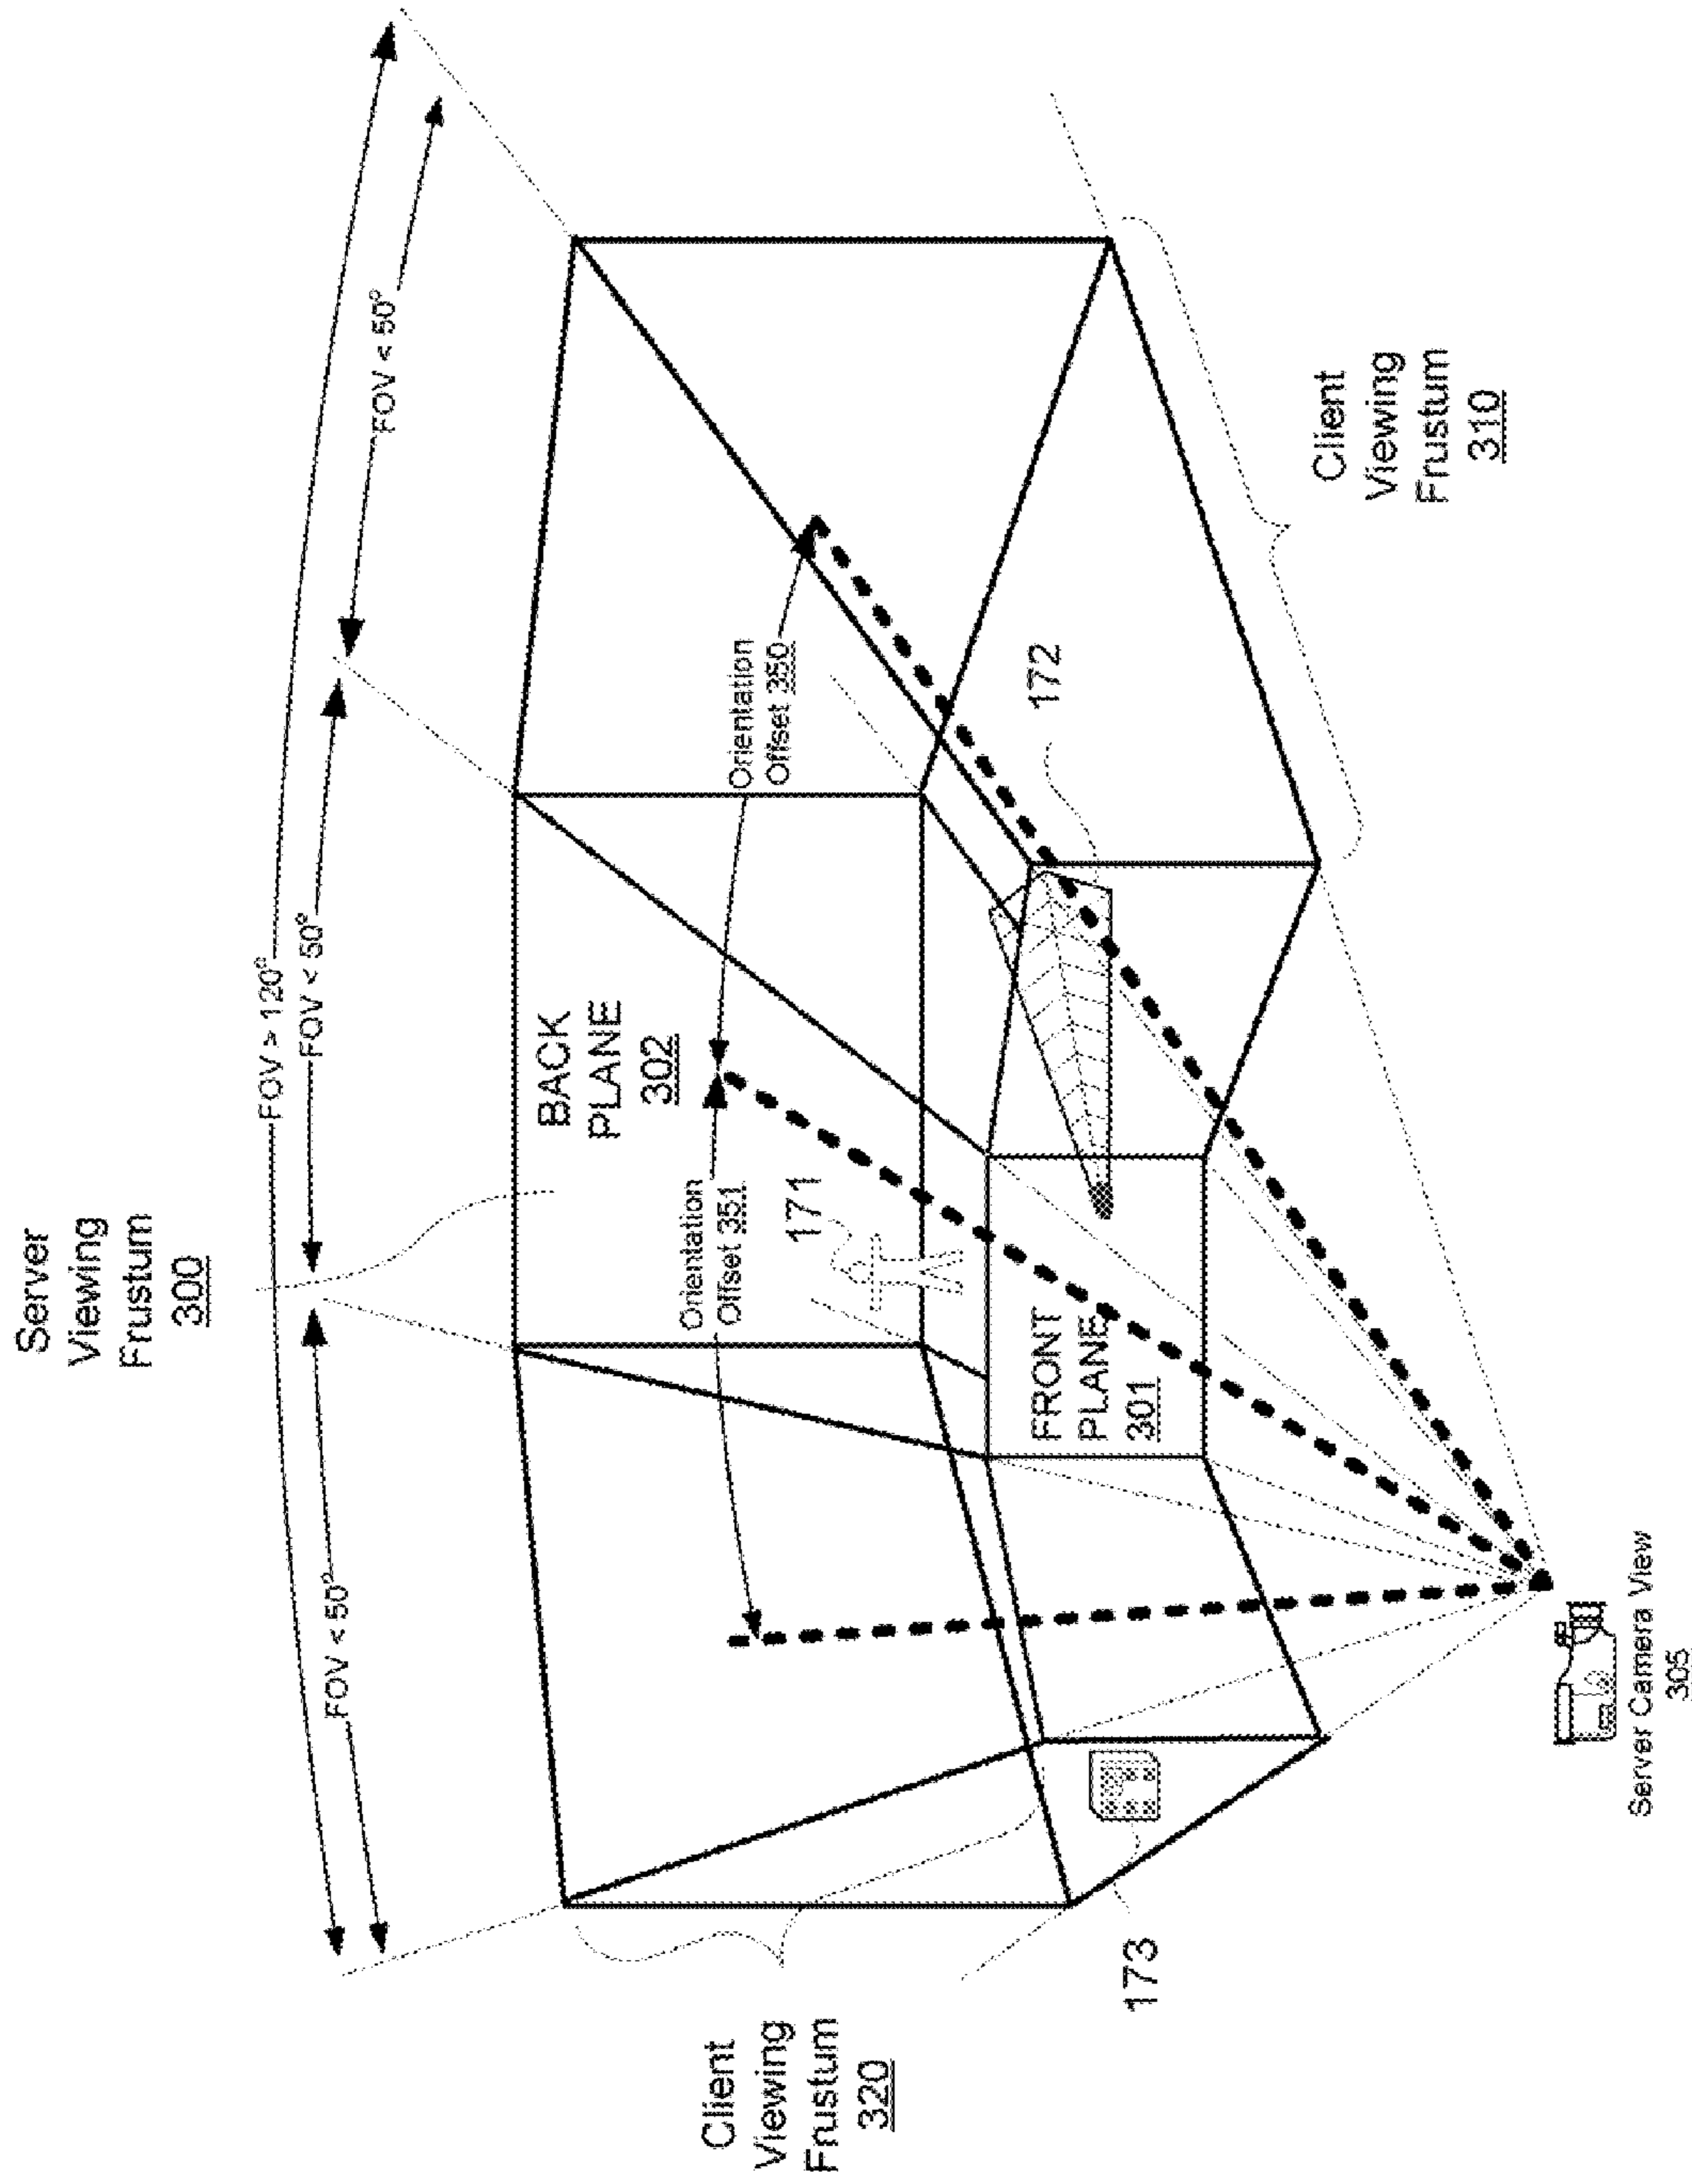 Server
Viewing
Frustum
300
FOV > 120°
FOV < 50°
FOV < 50°
FOV < 50°
BACK
PLANE
302
Orientation
Offset 351
Orientation
Offset 350
171
172
FRONT
PLANE
301
Client
Viewing
Frustum
320
173
Client
Viewing
Frustum
310
Server Camera View
305